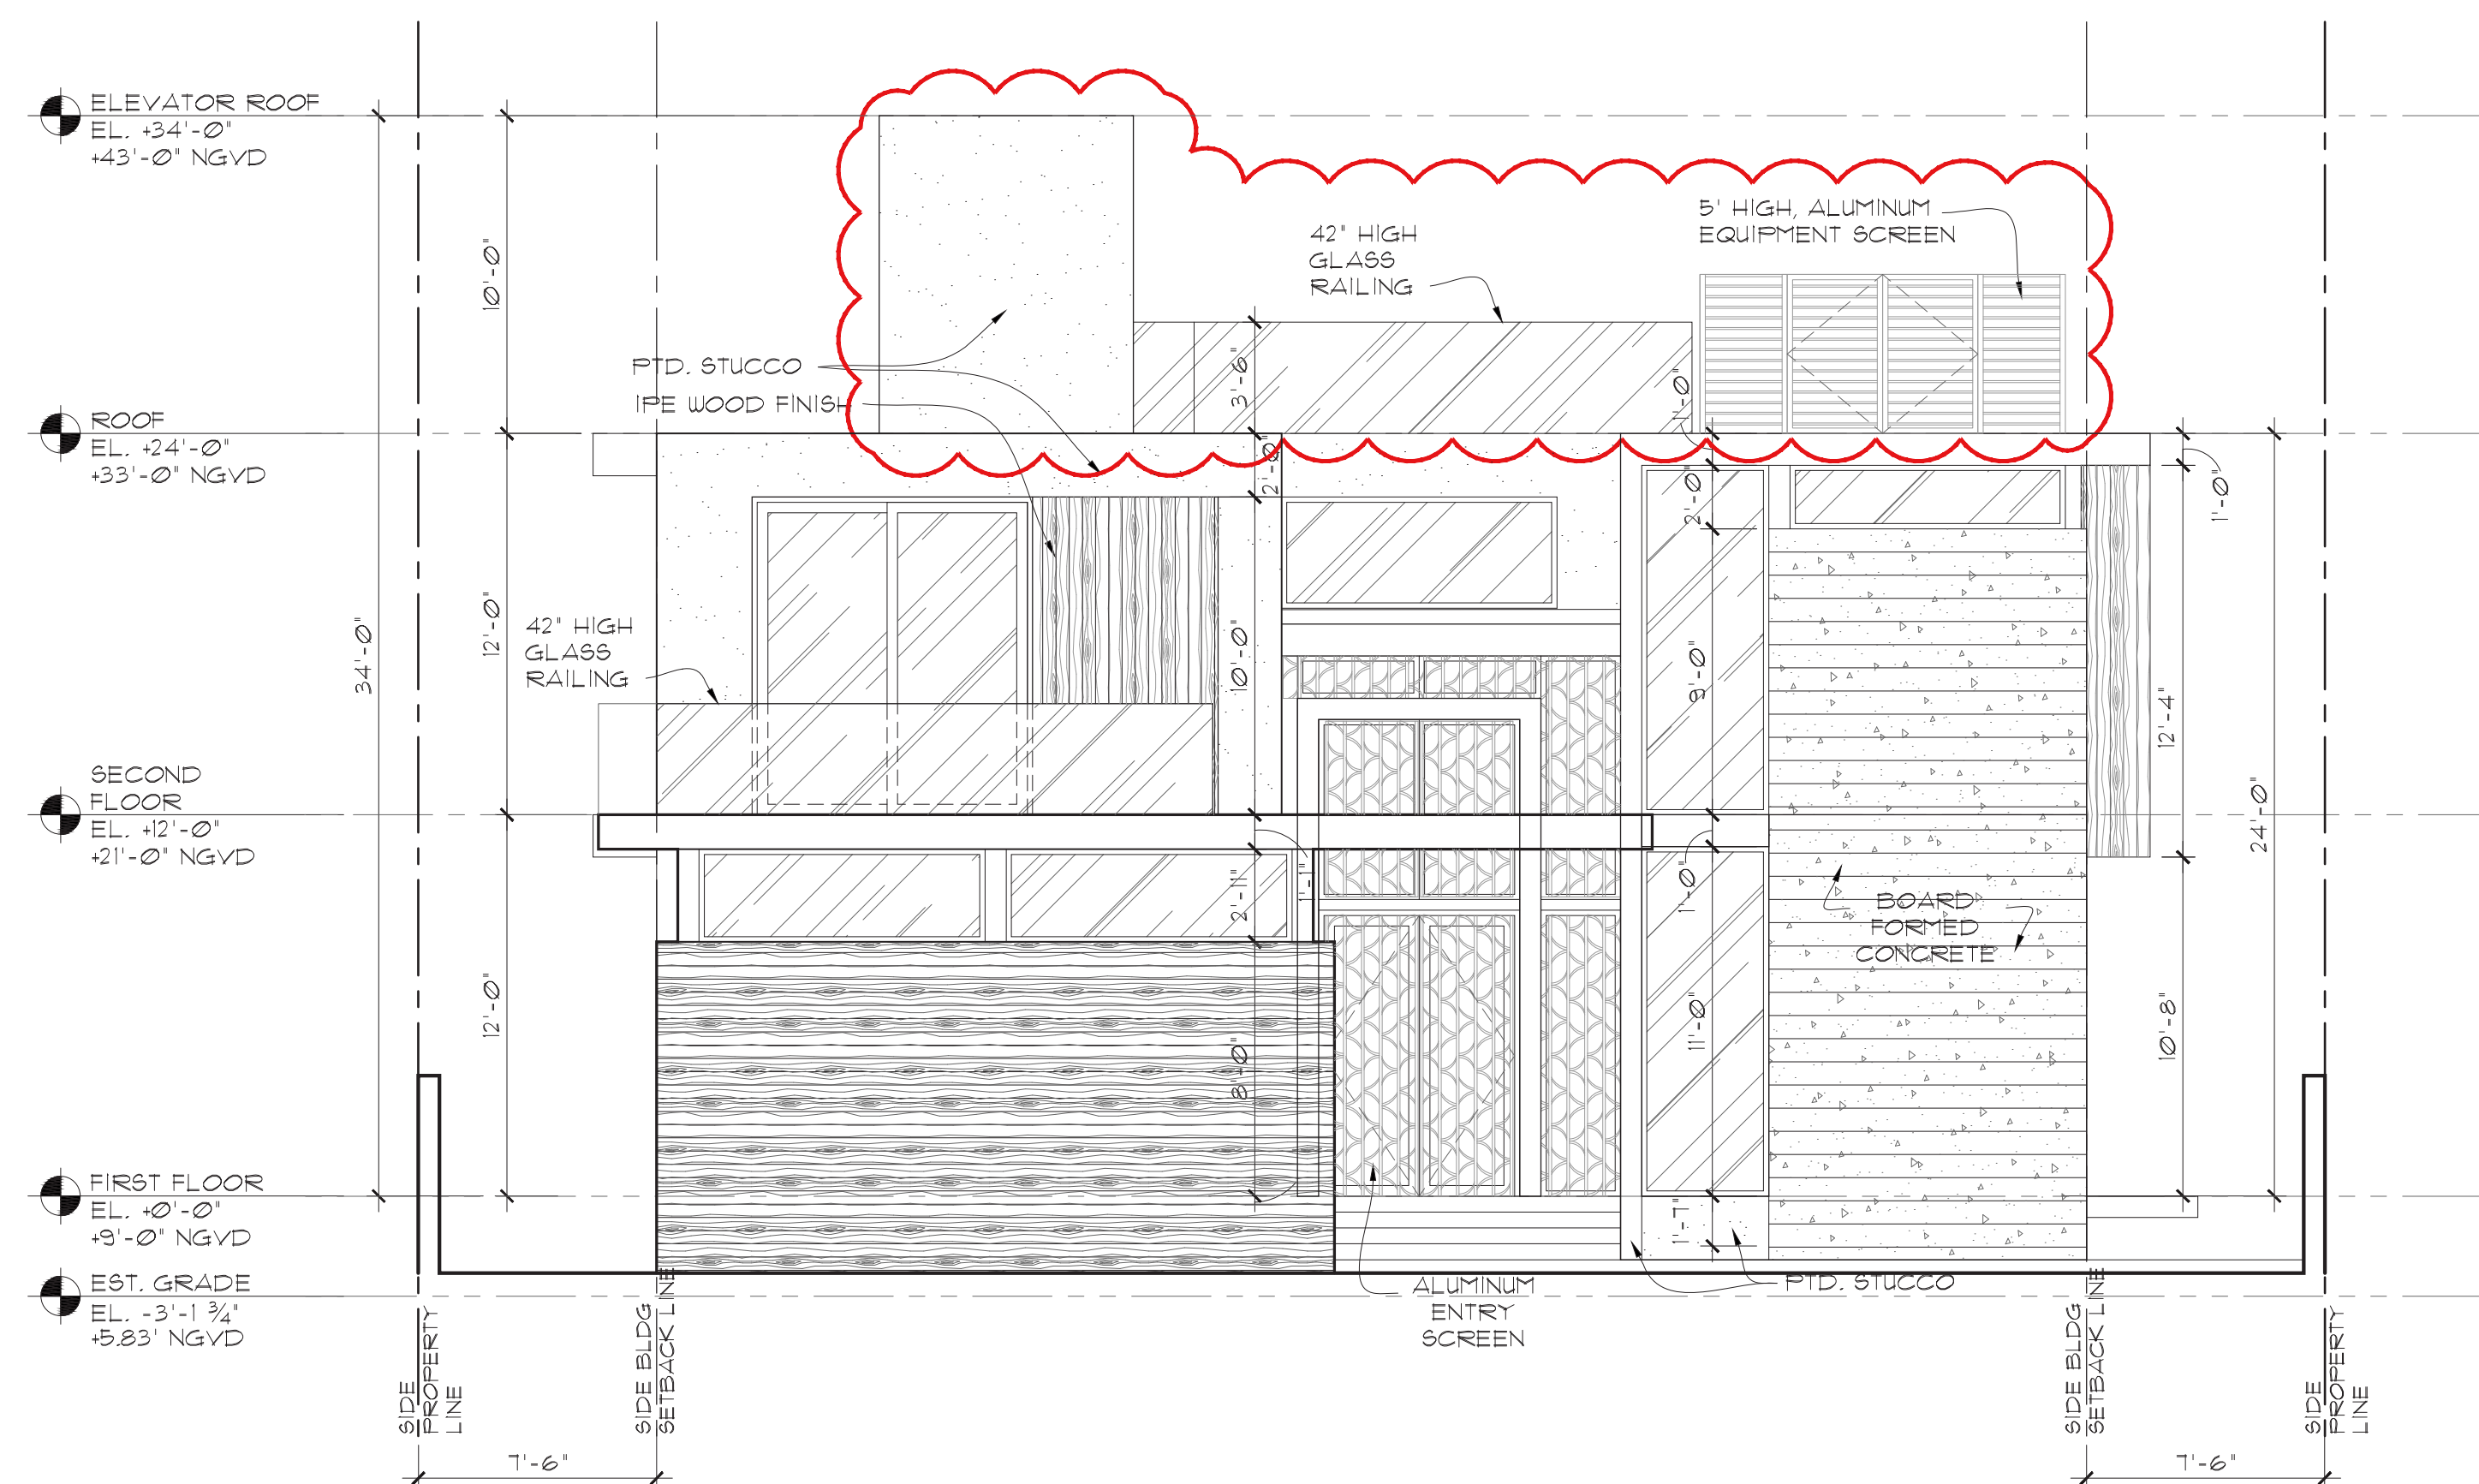 ELEVATOR ROOF
EL. +34'-0"
+43'-0" NGVD
5' HIGH, ALUMINUM
EQUIPMENT SCREEN
42" HIGH
GLASS
RAILING
10'-0"
3'-6"
1'-0"
PTD. STUCCO
IPE WOOD FINISH
ROOF
EL. +24'-0"
+33'-0" NGVD
2'-0"
2'-0"
1'-0"
34'-0"
12'-0"
42" HIGH
GLASS
RAILING
10'-0"
9'-0"
12'-4"
24'-0"
SECOND
FLOOR
EL. +12'-0"
+21'-0" NGVD
2'-11"
1'-1"
1'-0"
BOARD
FORMED
CONCRETE
12'-0"
8'-0"
11'-0"
10'-8"
FIRST FLOOR
EL. +0'-0"
+9'-0" NGVD
1'-7"
EST. GRADE
EL. -3'-1 3/4"
+5.83' NGVD
ALUMINUM
ENTRY
SCREEN
PTD. STUCCO
SIDE
PROPERTY
LINE
SIDE BLDG
SETBACK LINE
SIDE BLDG
SETBACK LINE
SIDE
PROPERTY
LINE
7'-6"
7'-6"